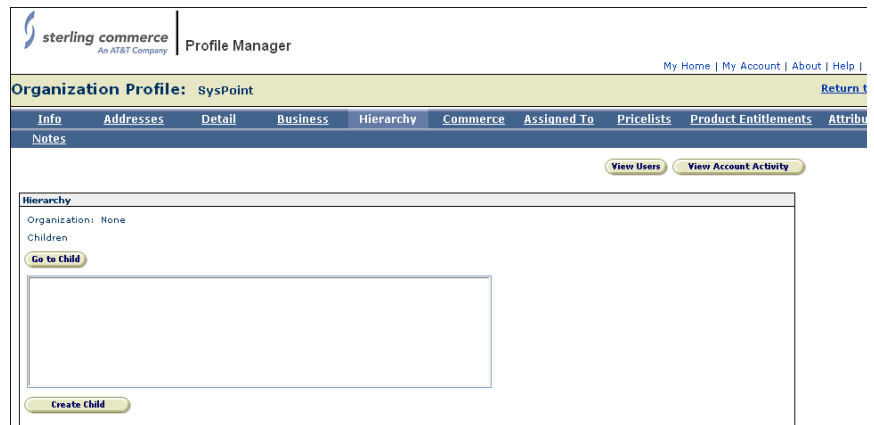 sterling commerce
An AT&T Company
Profile Manager
My Home | My Account | About | Help |
Organization Profile: SysPoint
Return t
Info Addresses Detail Business Hierarchy Commerce Assigned To Pricelists Product Entitlements Attribu
Notes
View Users View Account Activity
Hierarchy
Organization: None
Children
Go to Child
Create Child